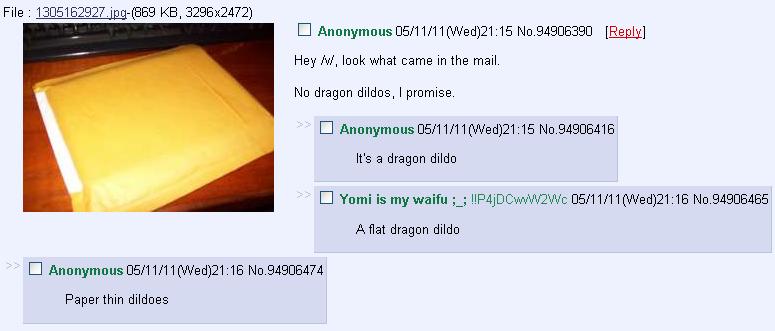 File : 1305162927.jpg-(869 KB, 3296x2472)
Anonymous 05/11/11(Wed)21:15 No.94906390 [Reply]
Hey /v/, look what came in the mail.
No dragon dildos, I promise.
>> Anonymous 05/11/11(Wed)21:15 No.94906416
It's a dragon dildo
>> Yomi is my waifu ;_; !!P4jDCwvW2Wc 05/11/11(Wed)21:16 No.94906465
A flat dragon dildo
>> Anonymous 05/11/11(Wed)21:16 No.94906474
Paper thin dildoes